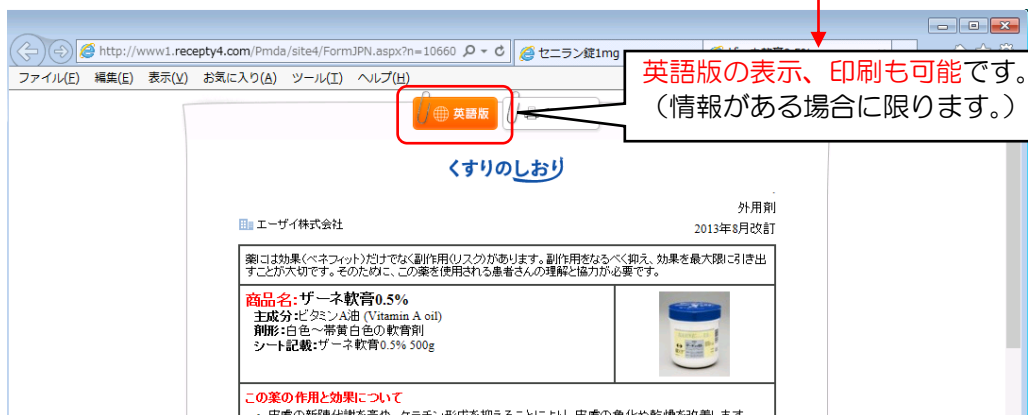 http://www1.recepty4.com/Pmda/site4/FormJPN.aspx?n=10660
セニラン錠1mg
英語版の表示、印刷も可能です。
（情報がある場合に限ります。）
ファイル(F) 編集(E) 表示(V) お気に入り(A) ツール(T) ヘルプ(H)
英語版
くすりのしおり
外用剤
エーザイ株式会社
2013年8月改訂
薬には効果(ベネフィット)だけでなく副作用(リスク)があります。副作用をなるべく抑え、効果を最大限に引き出
すことが大切です。そのために、この薬を使用される患者さんの理解と協力が必要です。
商品名:ザーネ軟膏0.5%
主成分:ビタミンA油 (Vitamin A oil)
剤形:白色～帯黄白色の軟膏剤
シート記載:ザーネ軟膏0.5% 500g
この薬の作用と効果について